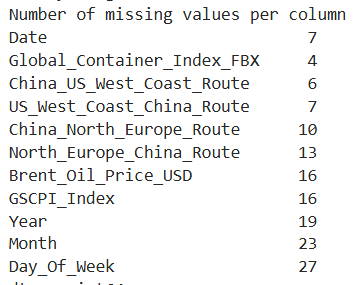 Number of missing values per column
Date 7
Global_Container_Index_FBX 4
China_US_West_Coast_Route 6
US_West_Coast_China_Route 7
China_North_Europe_Route 10
North_Europe_China_Route 13
Brent_Oil_Price_USD 16
GSCPI_Index 16
Year 19
Month 23
Day_Of_Week 27